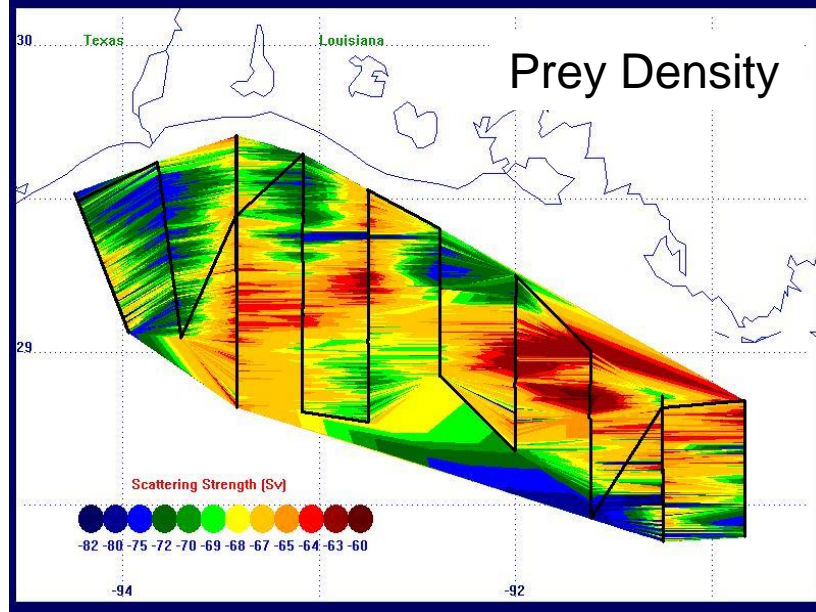 30
Texas
Louisiana
Prey Density
29
Scattering Strength (Sv)
-82 -80 -75 -72 -70 -69 -68 -67 -65 -64 -63 -60
-94
-92